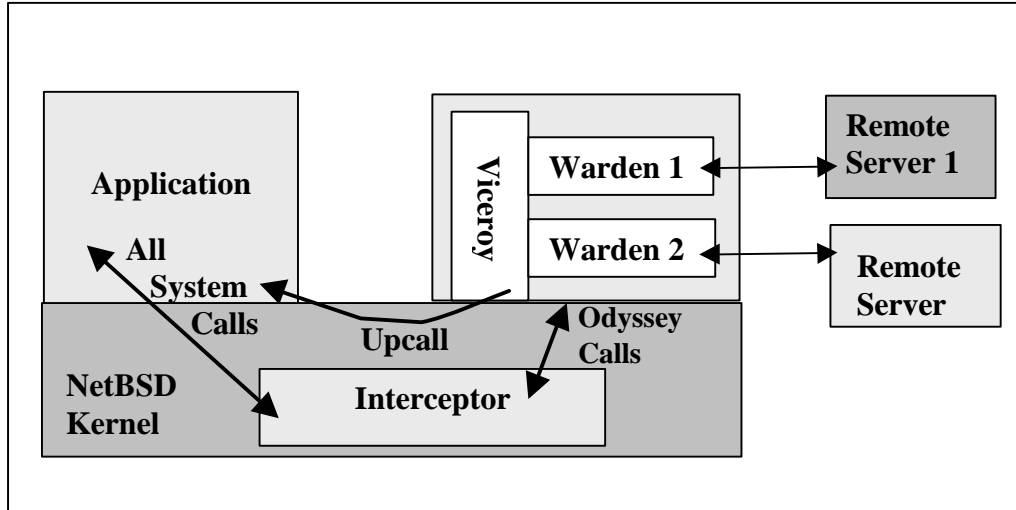 Application
All
System
Calls
Viceroy
Warden 1
Warden 2
Remote
Server 1
Remote
Server
Upcall
Odyssey
Calls
NetBSD
Kernel
Interceptor